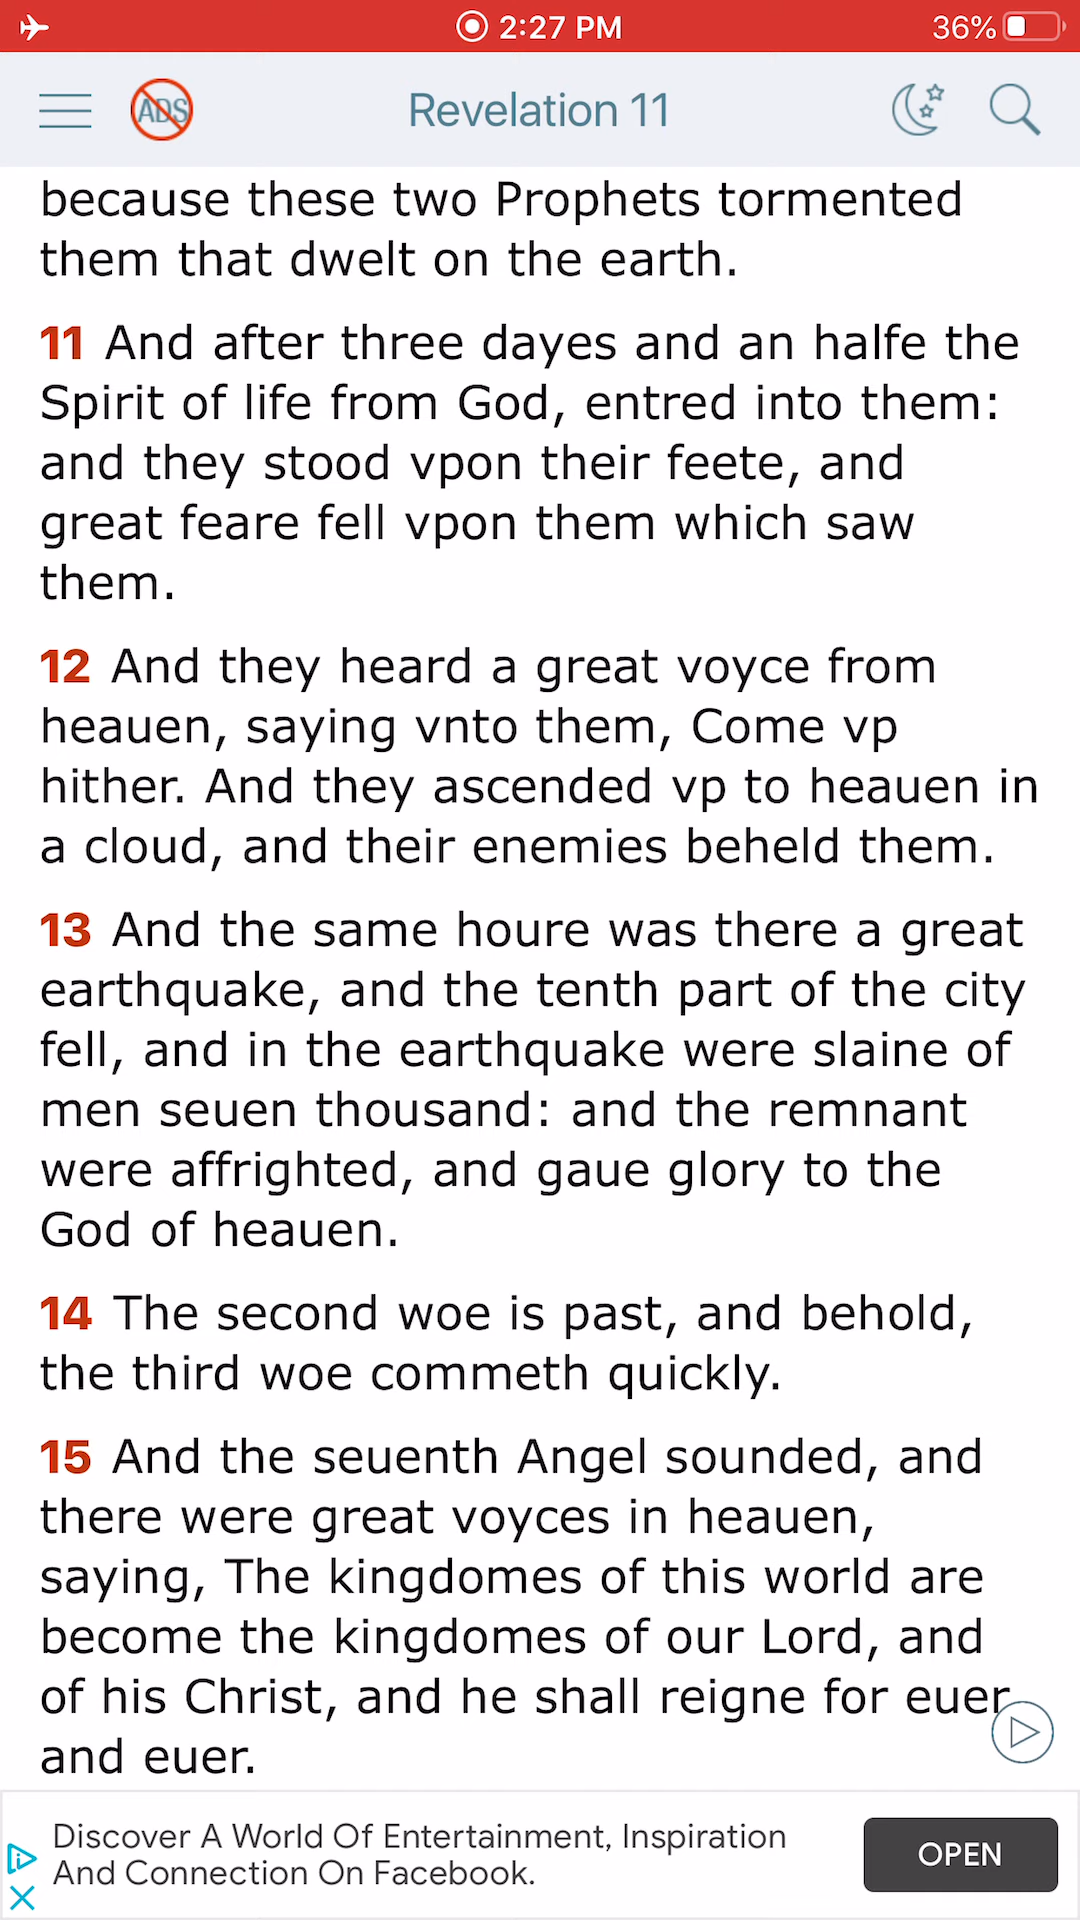 2:27 PM
36%
ADS
Revelation 11
because these two Prophets tormented
them that dwelt on the earth.
11 And after three dayes and an halfe the
Spirit of life from God, entred into them:
and they stood vpon their feete, and
great feare fell vpon them which saw
them.
12 And they heard a great voyce from
heauen, saying vnto them, Come vp
hither. And they ascended vp to heauen in
a cloud, and their enemies beheld them.
13 And the same houre was there a great
earthquake, and the tenth part of the city
fell, and in the earthquake were slaine of
men seuen thousand: and the remnant
were affrighted, and gaue glory to the
God of heauen.
14 The second woe is past, and behold,
the third woe commeth quickly.
15 And the seuenth Angel sounded, and
there were great voyces in heauen,
saying, The kingdomes of this world are
become the kingdomes of our Lord, and
of his Christ, and he shall reigne for euer
and euer.
Discover A World Of Entertainment, Inspiration
And Connection On Facebook.
OPEN